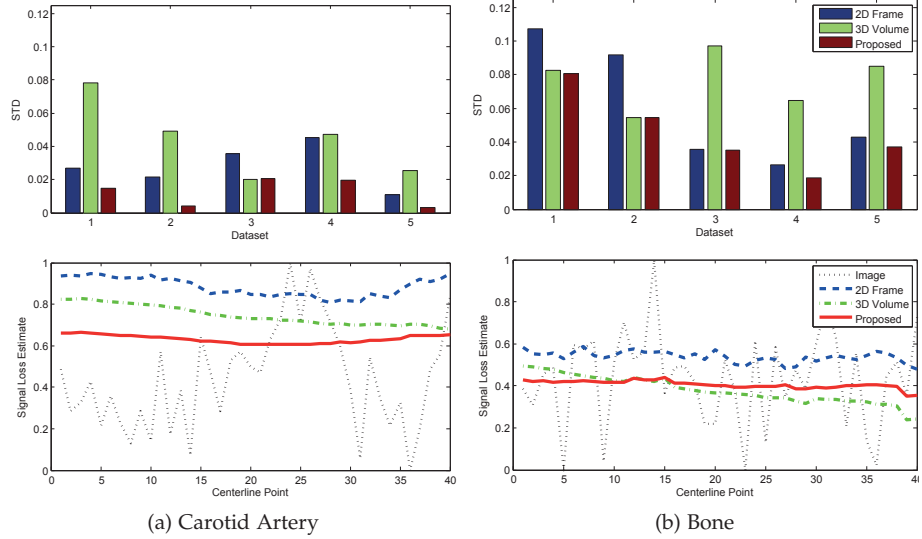 0.12
0.1
0.08
0.06
0.04
0.02
0
STD
1 2 3 4 5
Dataset
0.12
0.1
0.08
0.06
0.04
0.02
0
STD
2D Frame
3D Volume
Proposed
1 2 3 4 5
Dataset
1
0.8
0.6
0.4
0.2
0
Signal Loss Estimate
0 5 10 15 20 25 30 35 40
Centerline Point
1
0.8
0.6
0.4
0.2
0
Signal Loss Estimate
Image
2D Frame
3D Volume
Proposed
0 5 10 15 20 25 30 35 40
Centerline Point
(a) Carotid Artery
(b) Bone